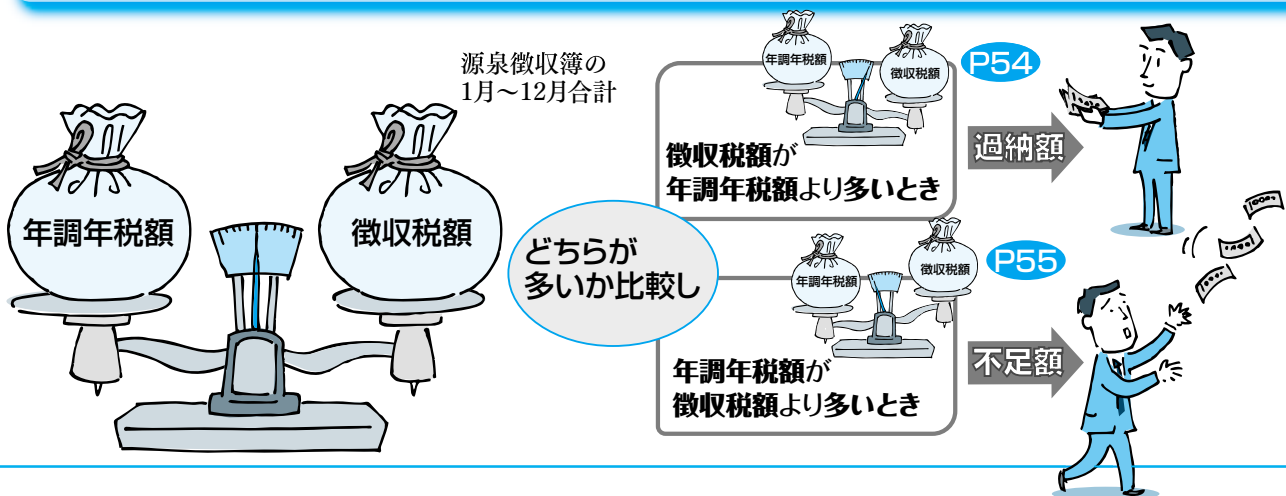 源泉徴収簿の
1月～12月合計
年調年税額
徴収税額
どちらが
多いか比較し
年調年税額
徴収税額
P54
徴収税額が
年調年税額より多いとき
過納額
年調年税額
徴収税額
P55
年調年税額が
徴収税額より多いとき
不足額